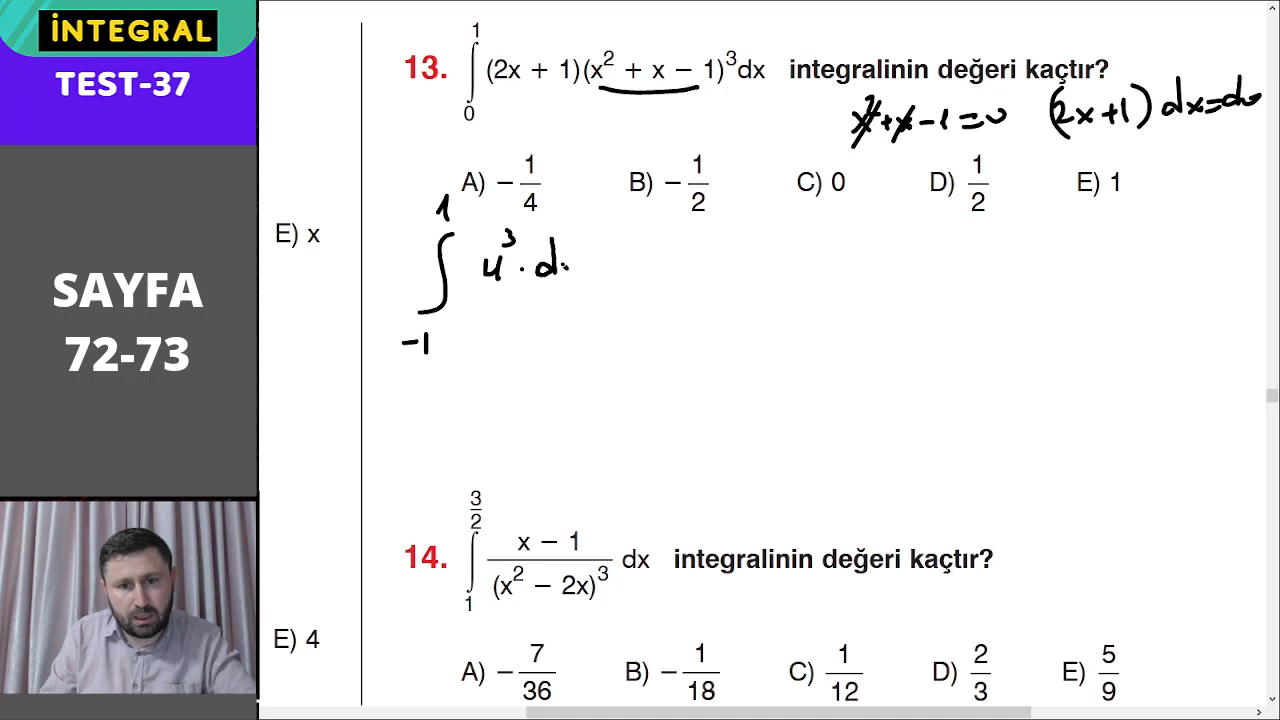 İNTEGRAL
TEST-37
SAYFA
72-73
E) x
E) 4
13. ∫₀¹ (2x + 1)(x² + x − 1)³dx integralinin değeri kaçtır?
x² + x - 1 = u (2x + 1) dx = du
A) − 1/4 B) − 1/2 C) 0 D) 1/2 E) 1
∫₋₁¹ u³ · d
14. ∫₁^(3/2) (x − 1)/(x² − 2x)³ dx integralinin değeri kaçtır?
A) − 7/36 B) − 1/18 C) 1/12 D) 2/3 E) 5/9